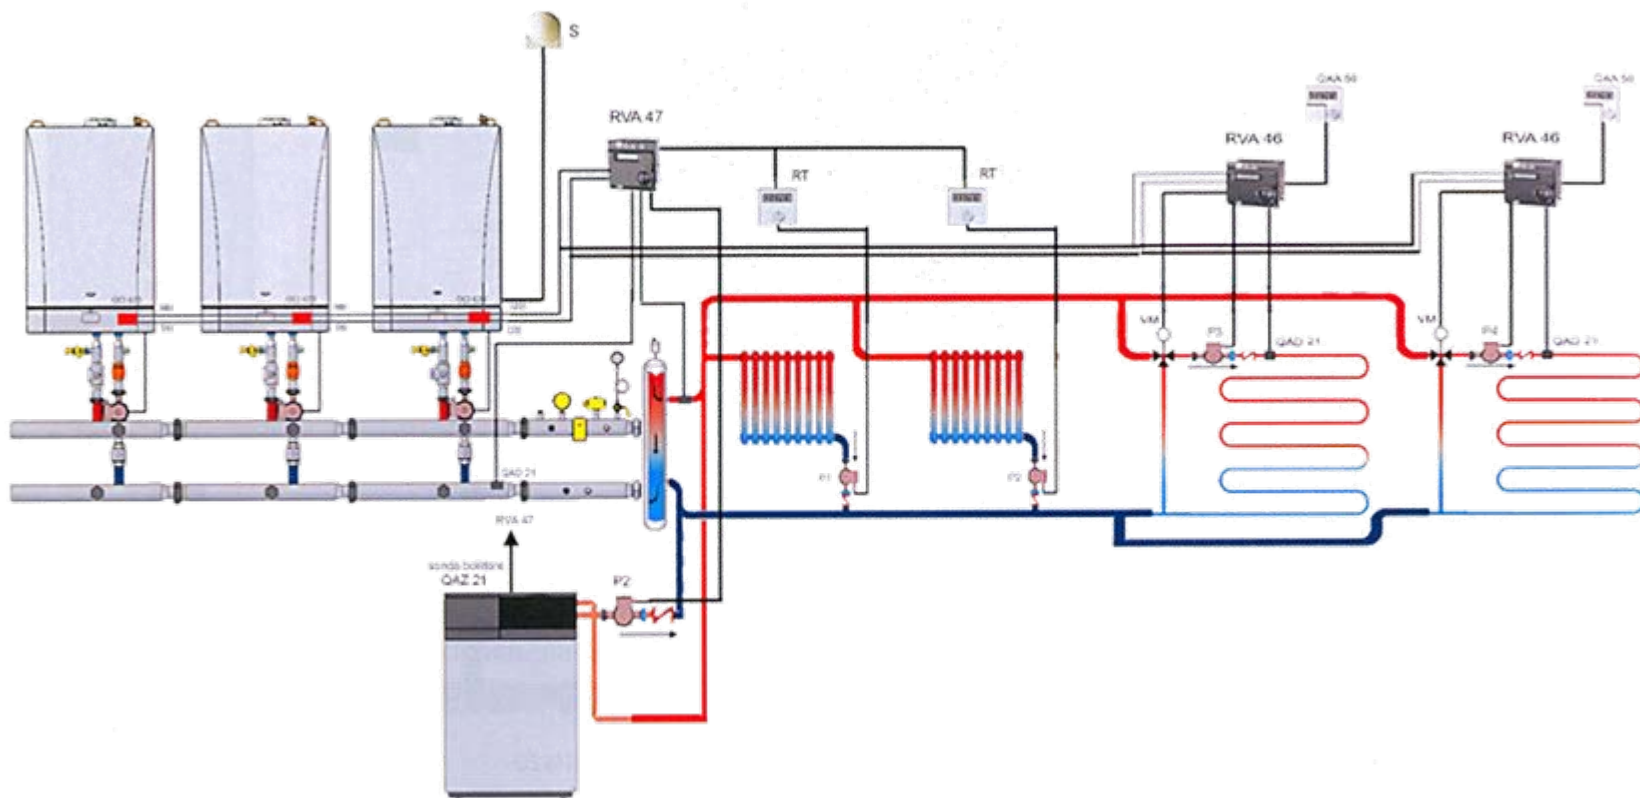 S
RVA 47
QAA 50
QAA 50
RVA 46
RVA 46
RT
RT
VM
P3
QAD 21
VM
P4
QAD 21
QAD 21
P1
P2
RVA 47
sonda bollitore
QAZ 21
P2